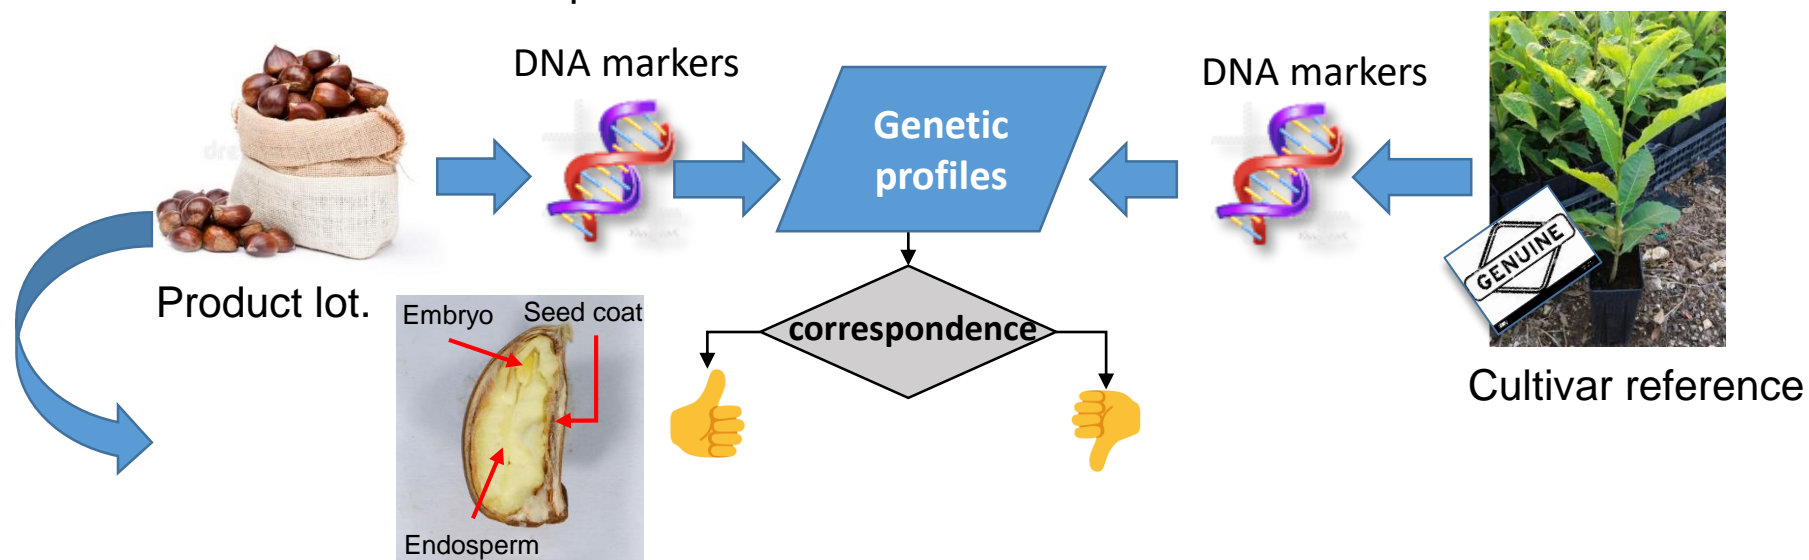 DNA markers
DNA markers
Genetic
profiles
GENUINE
Product lot.
Embryo
Seed coat
correspondence
Cultivar reference
Endosperm